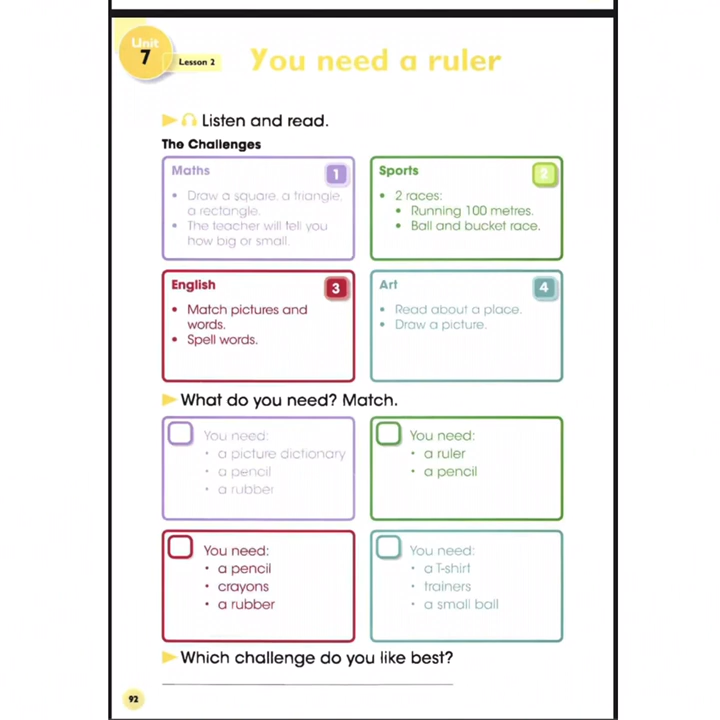 Unit
7
Lesson 2
You need a ruler
Listen and read.
The Challenges
Maths
1
• Draw a square, a triangle,
a rectangle.
• The teacher will tell you
how big or small.
Sports
2
• 2 races:
• Running 100 metres.
• Ball and bucket race.
English
3
• Match pictures and
words.
• Spell words.
Art
4
• Read about a place.
• Draw a picture.
What do you need? Match.
You need:
• a picture dictionary
• a pencil
• a rubber
You need:
• a ruler
• a pencil
You need:
• a pencil
• crayons
• a rubber
You need:
• a T-shirt
• trainers
• a small ball
Which challenge do you like best?
92